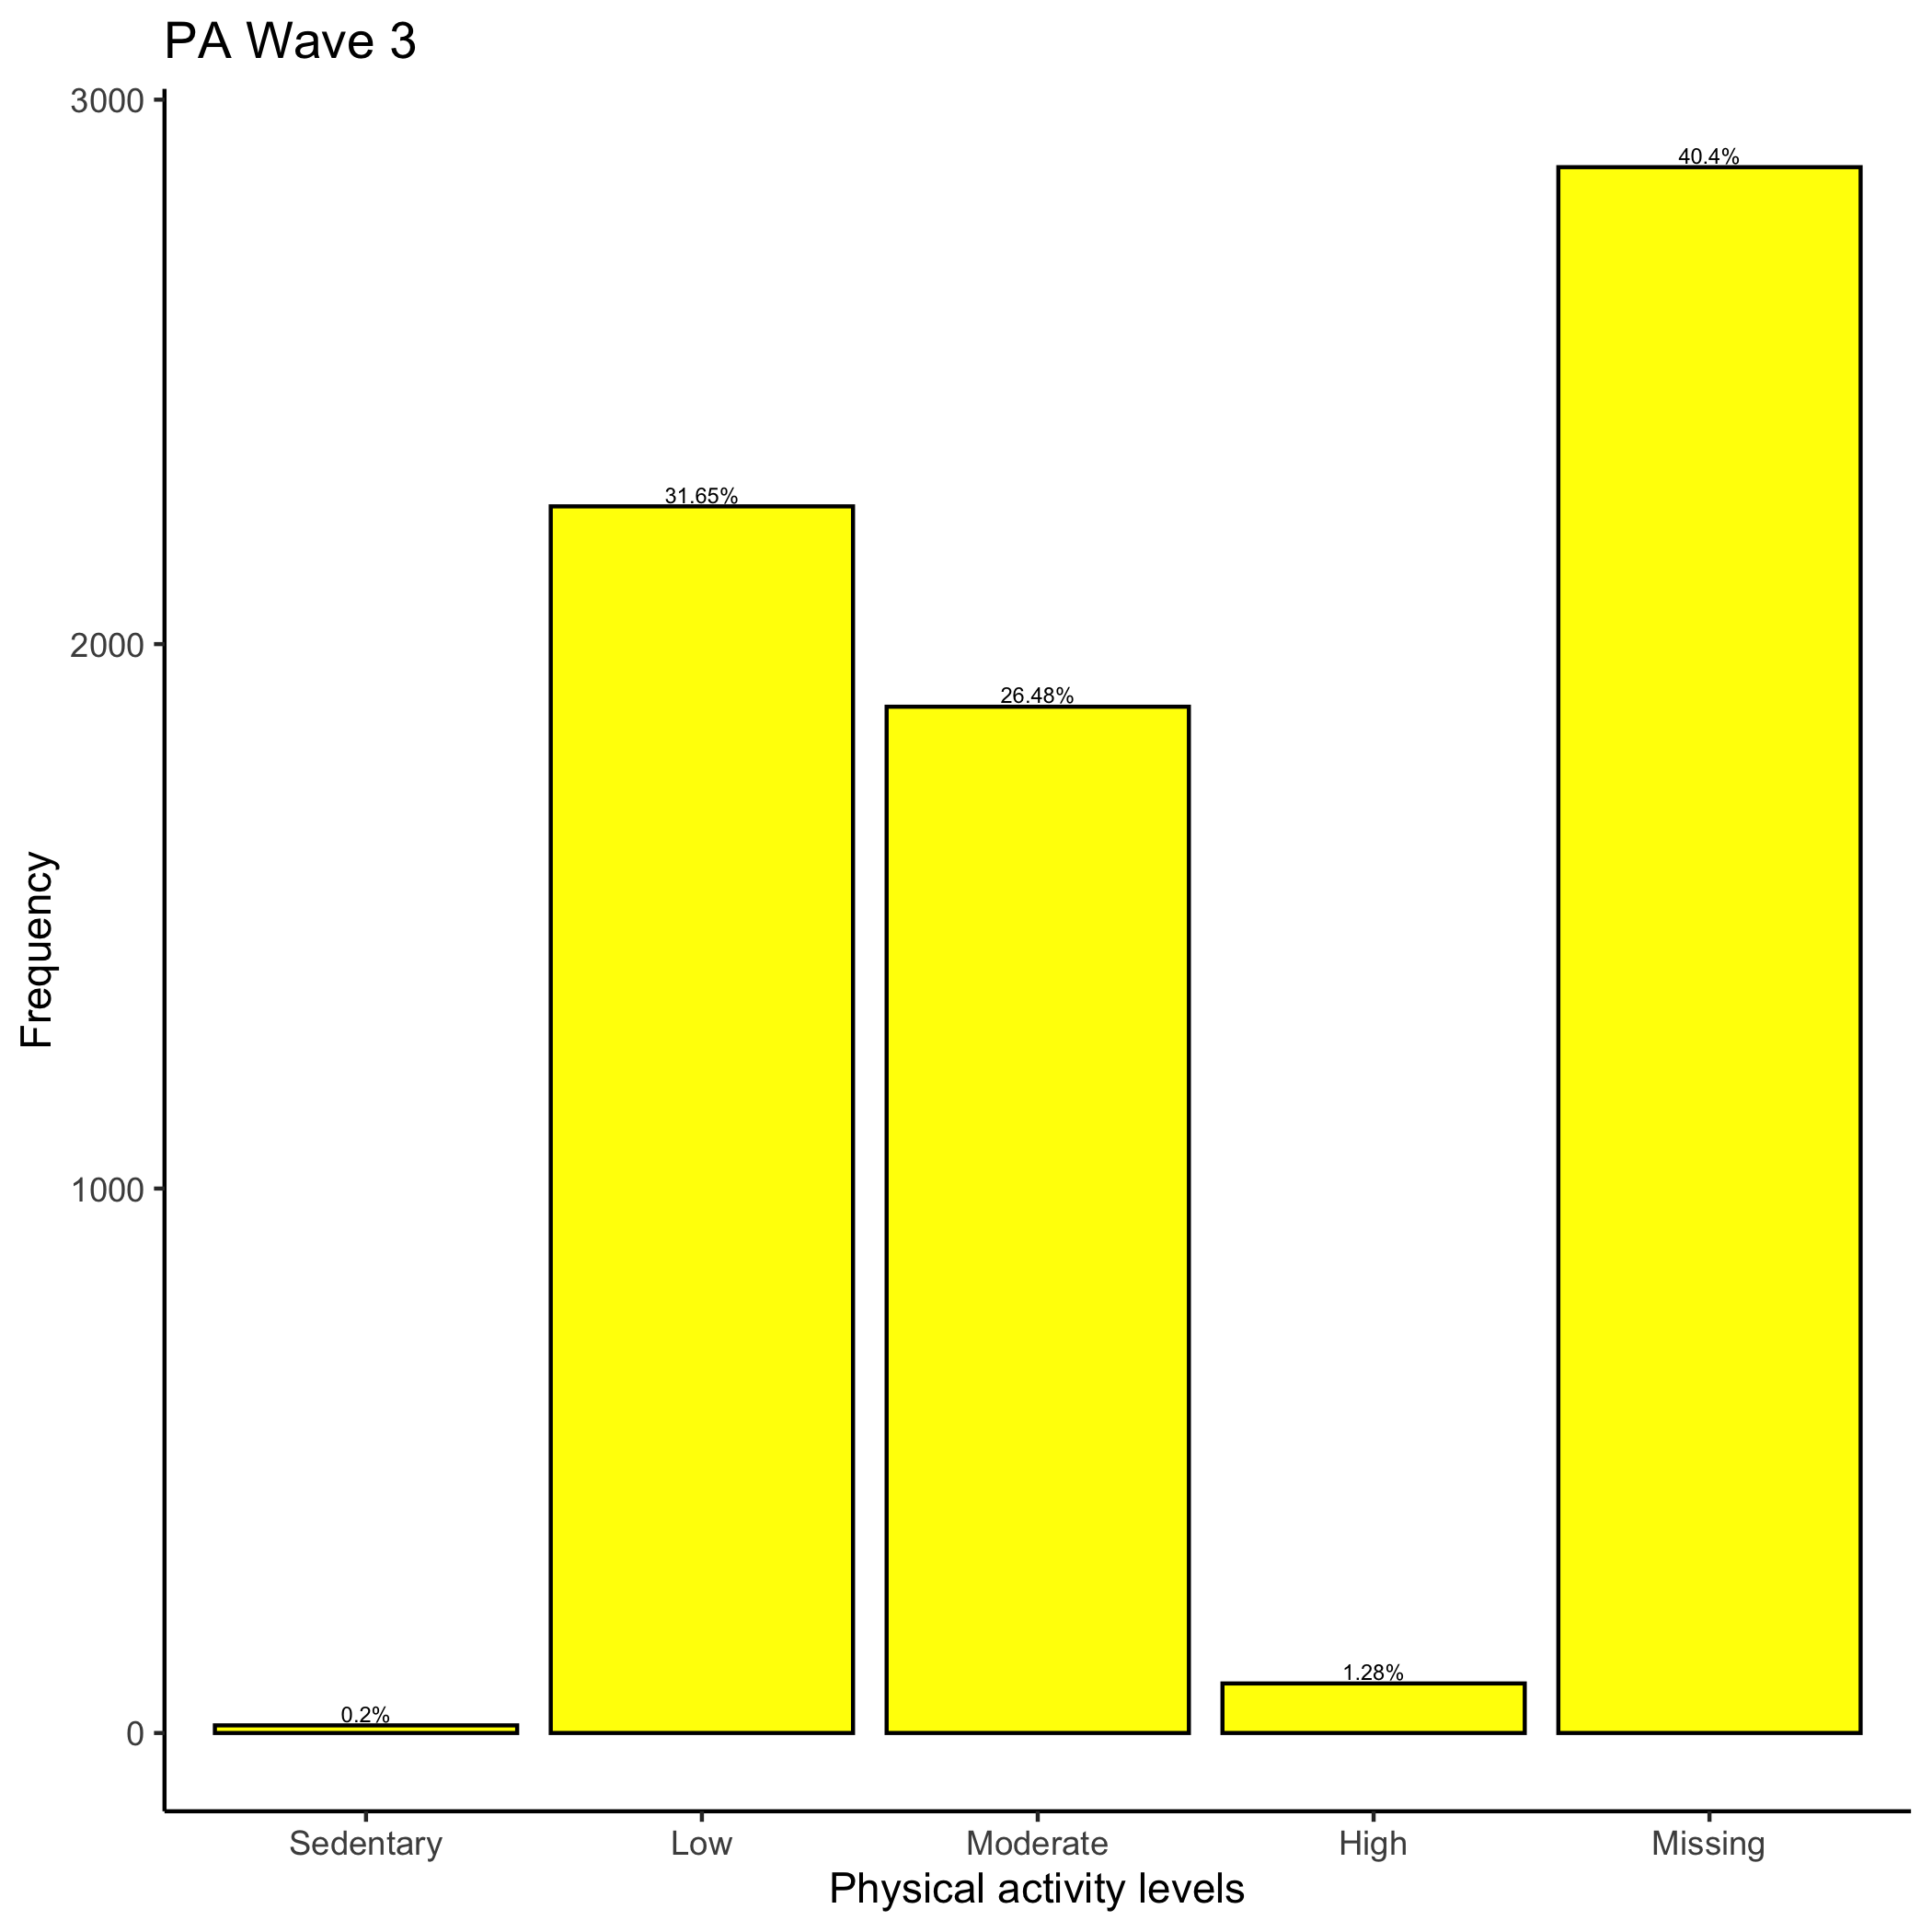 PA Wave 3
3000
2000
1000
0
Frequency
0.2%
31.65%
26.48%
1.28%
40.4%
Sedentary Low Moderate High Missing
Physical activity levels